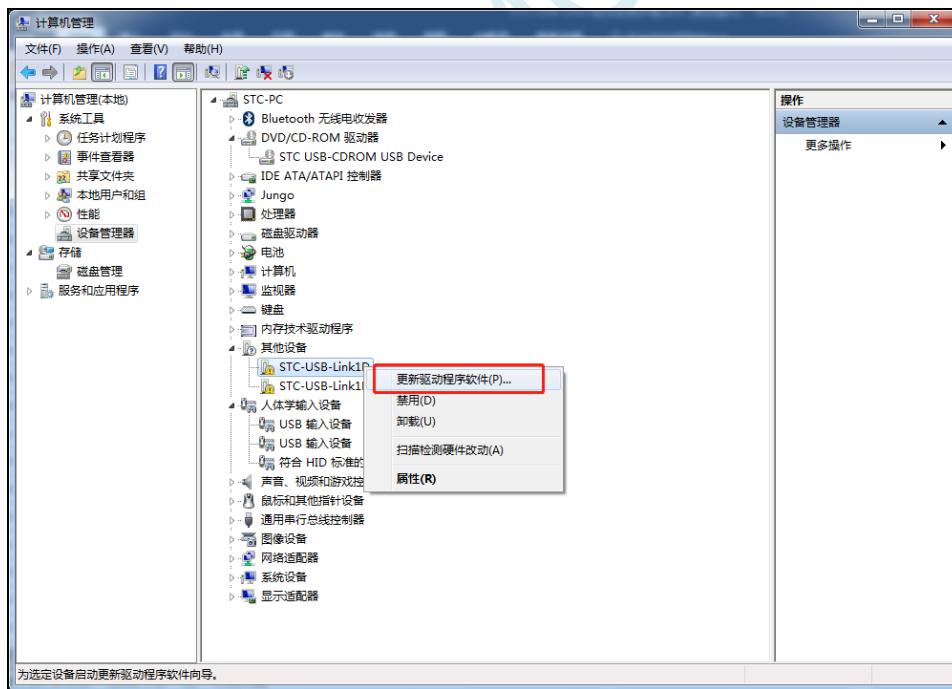 计算机管理
文件(F) 操作(A) 查看(V) 帮助(H)
计算机管理(本地)
系统工具
任务计划程序
事件查看器
共享文件夹
本地用户和组
性能
设备管理器
存储
磁盘管理
服务和应用程序
STC-PC
Bluetooth 无线电收发器
DVD/CD-ROM 驱动器
STC USB-CDROM USB Device
IDE ATA/ATAPI 控制器
Jungo
处理器
磁盘驱动器
电池
计算机
监视器
键盘
内存技术驱动程序
其他设备
STC-USB-Link1D
STC-USB-Link1
人体学输入设备
USB 输入设备
USB 输入设备
符合 HID 标准的
声音、视频和游戏控
鼠标和其他指针设备
通用串行总线控制器
图像设备
网络适配器
系统设备
显示适配器
更新驱动程序软件(P)...
禁用(D)
卸载(U)
扫描检测硬件改动(A)
属性(R)
操作
设备管理器
更多操作
为选定设备启动更新驱动程序软件向导。